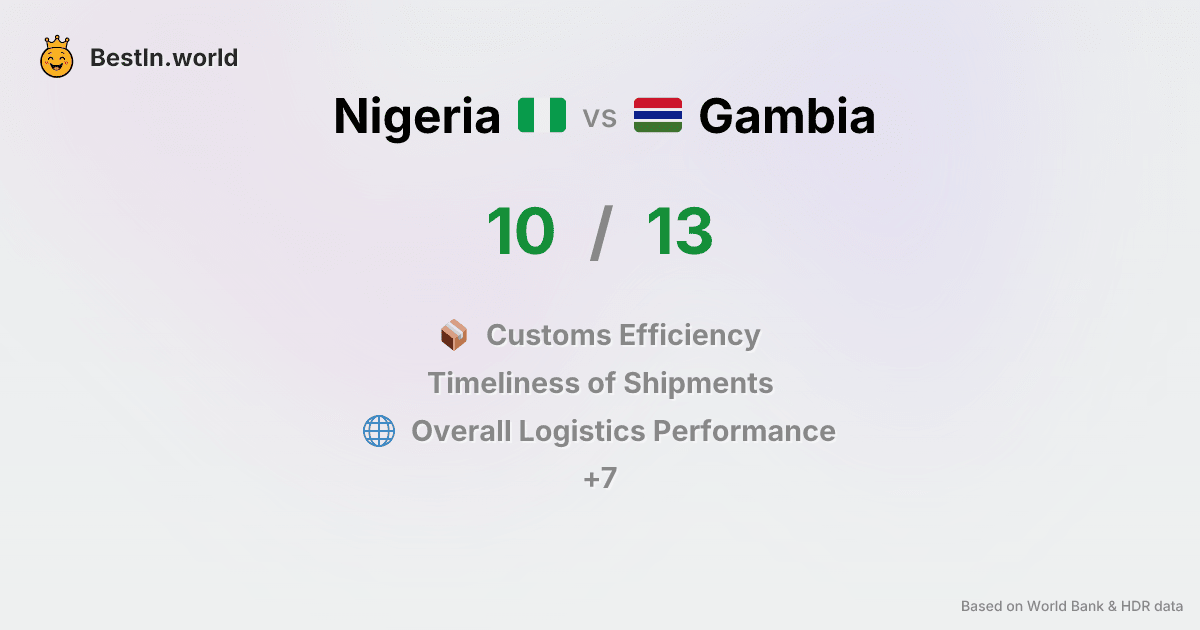 BestIn.world
Nigeria vs Gambia
10 / 13
Customs Efficiency
Timeliness of Shipments
Overall Logistics Performance
+7
Based on World Bank & HDR data